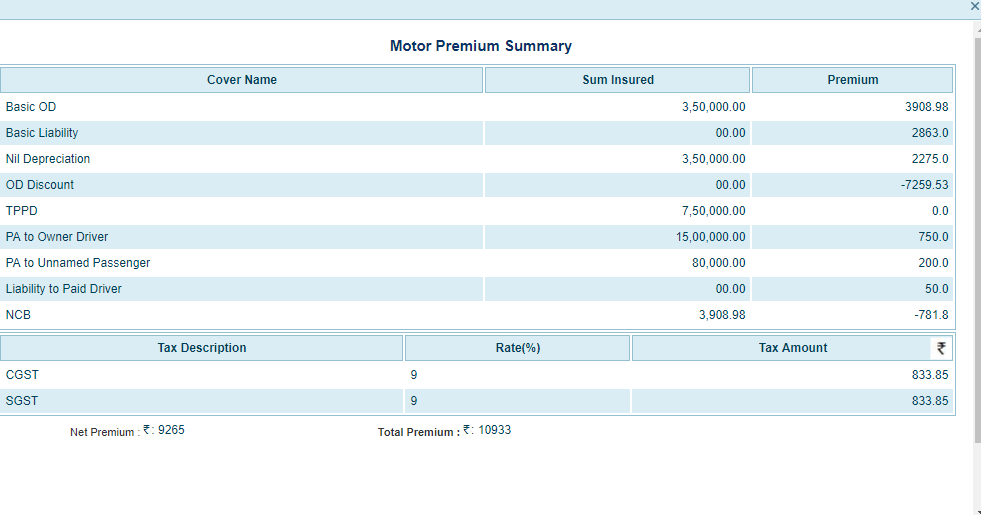 Motor Premium Summary
Cover Name Sum Insured Premium
Basic OD 3,50,000.00 3908.98
Basic Liability 00.00 2863.0
Nil Depreciation 3,50,000.00 2275.0
OD Discount 00.00 -7259.53
TPPD 7,50,000.00 0.0
PA to Owner Driver 15,00,000.00 750.0
PA to Unnamed Passenger 80,000.00 200.0
Liability to Paid Driver 00.00 50.0
NCB 3,908.98 -781.8
Tax Description Rate(%) Tax Amount ₹
CGST 9 833.85
SGST 9 833.85
Net Premium : ₹: 9265 Total Premium : ₹: 10933